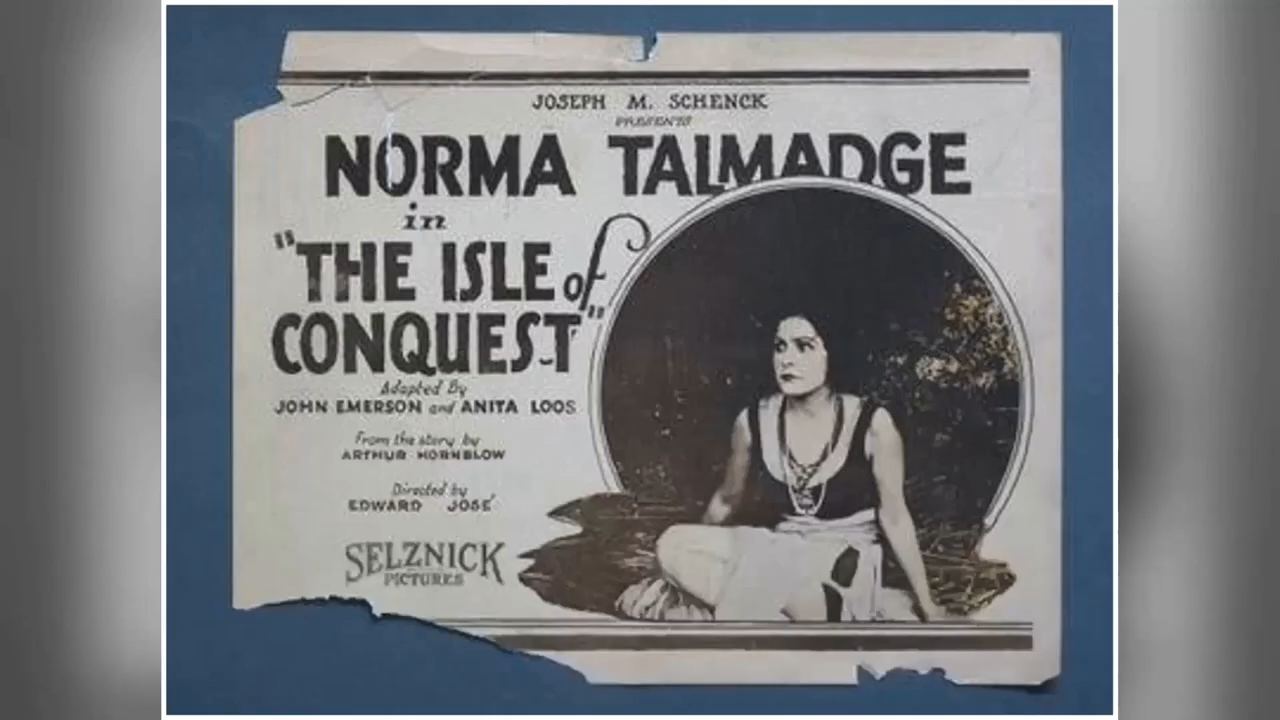 JOSEPH M. SCHENCK
PRESENTS
NORMA TALMADGE
in
"THE ISLE of
CONQUEST"
Adapted By
JOHN EMERSON and ANITA LOOS
From the story by
ARTHUR HORNBLOW
Directed by
EDWARD JOSÉ
SELZNICK
PICTURES